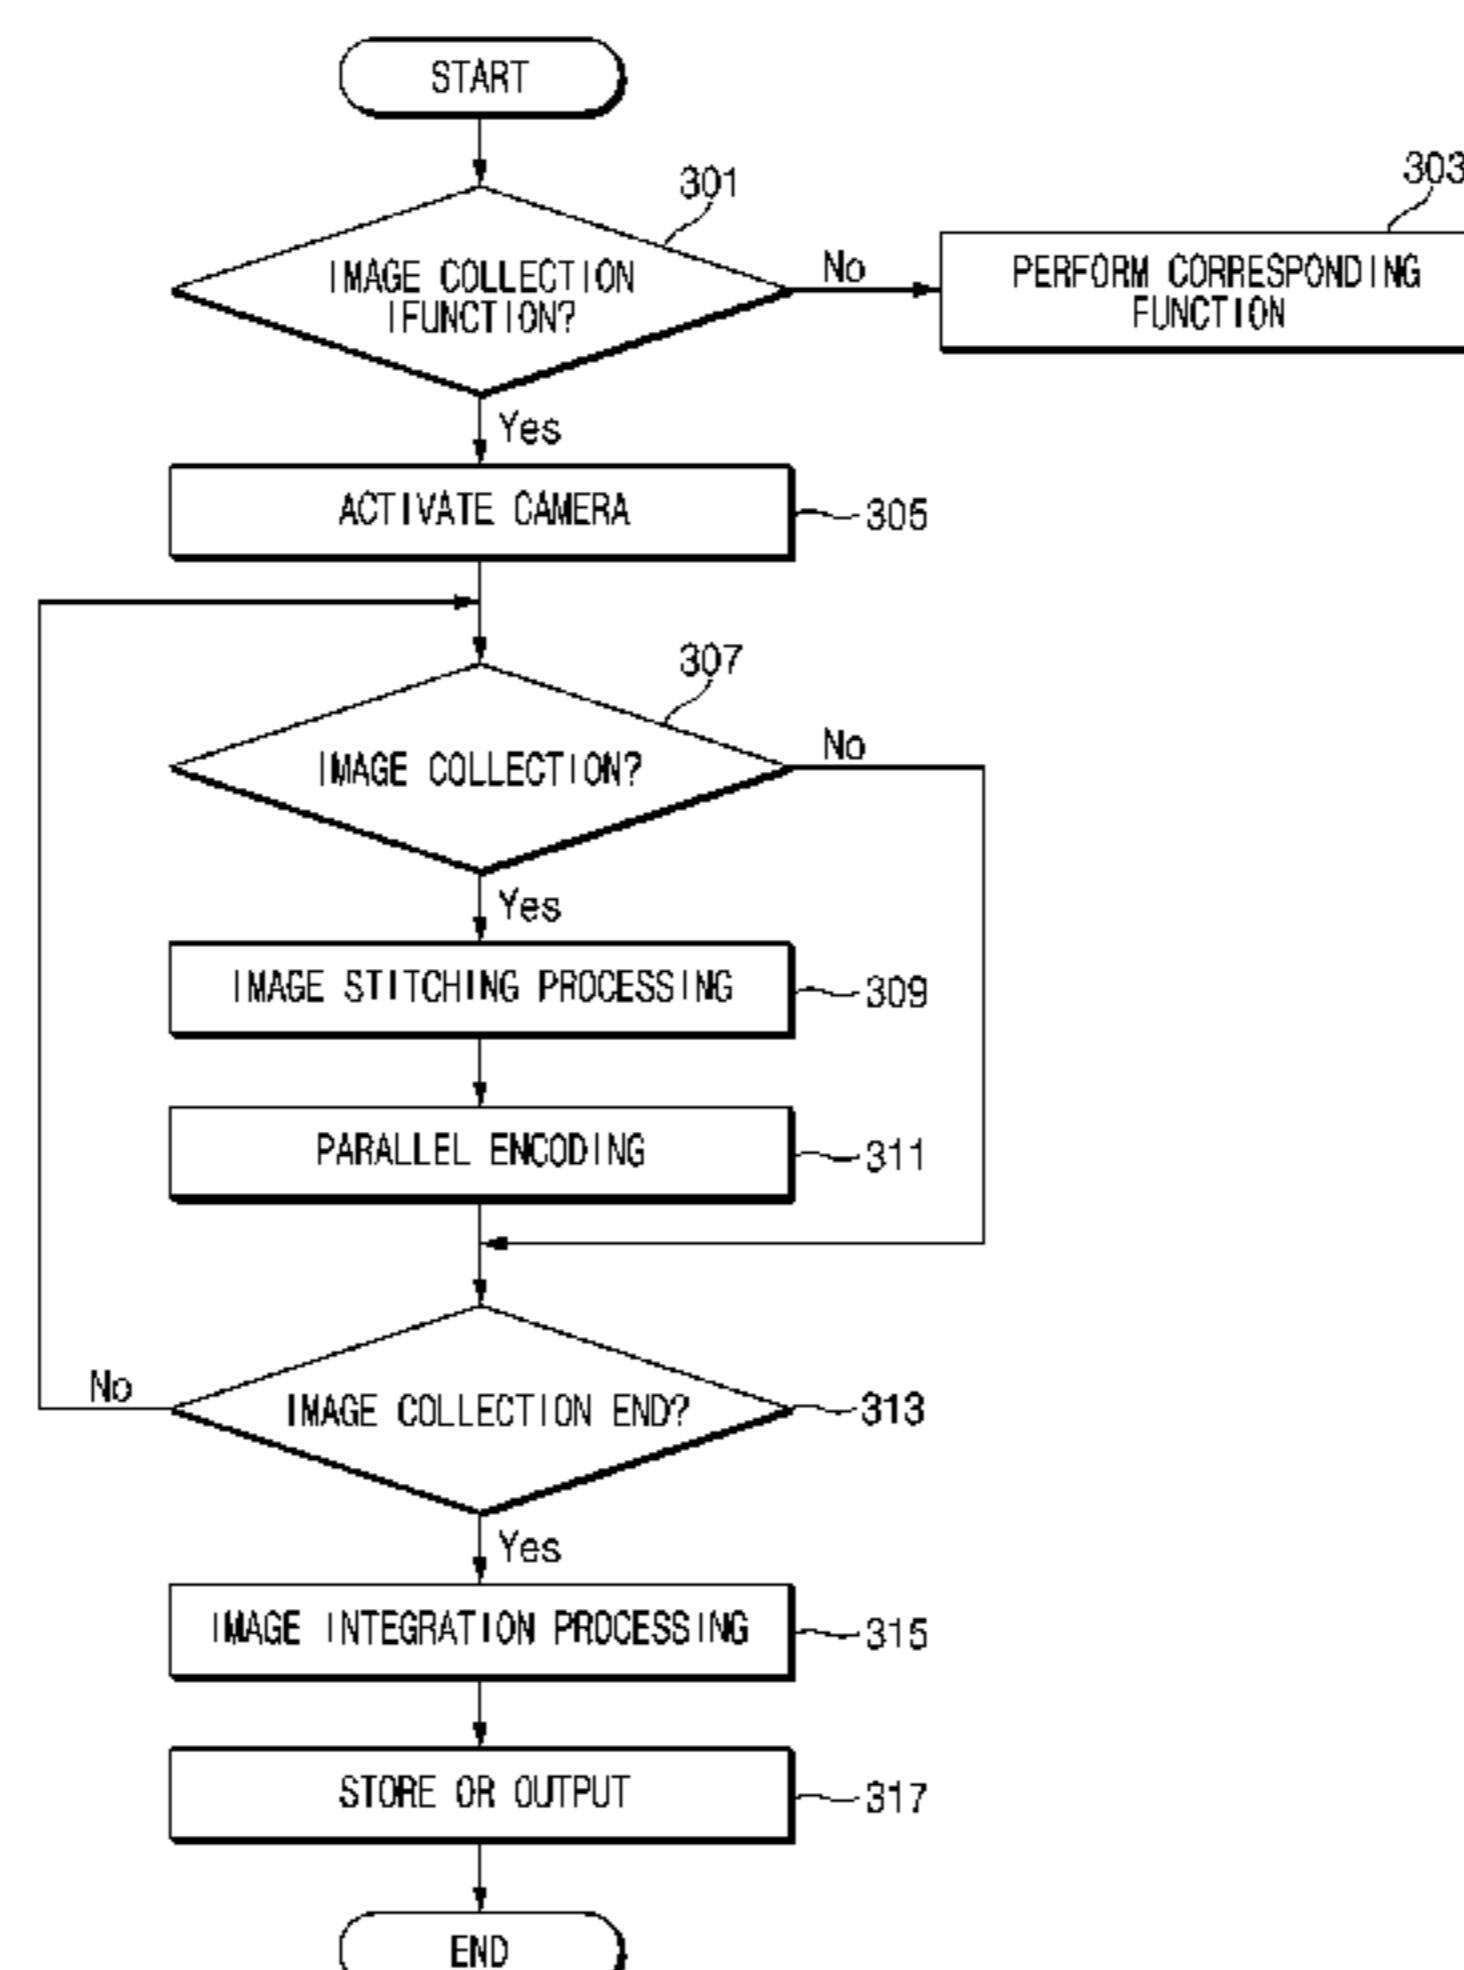 START
301
303
IMAGE COLLECTION
IFUNCTION?
No
PERFORM CORRESPONDING
FUNCTION
Yes
ACTIVATE CAMERA
305
307
IMAGE COLLECTION?
No
Yes
IMAGE STITCHING PROCESSING
309
PARALLEL ENCODING
311
No
IMAGE COLLECTION END?
313
Yes
IMAGE INTEGRATION PROCESSING
315
STORE OR OUTPUT
317
END